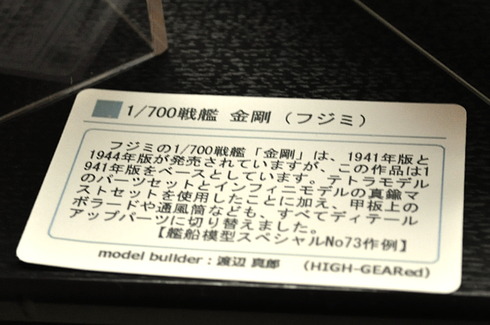 1/700戦艦 金剛（フジミ）
フジミの1/700戦艦「金剛」は、1941年版と
1944年版が発売されていますが、この作品は1
941年版をベースとしています。テトラモデル
のパーツセットとインフィニモデルの真鍮マ
ストセットを使用したことに加え、甲板上の
ボラードや通風筒なども、すべてディテール
アップパーツに切り替えました。
【艦船模型スペシャルNo73作例】
model builder：渡辺 真郎 （HIGH-GEARed）